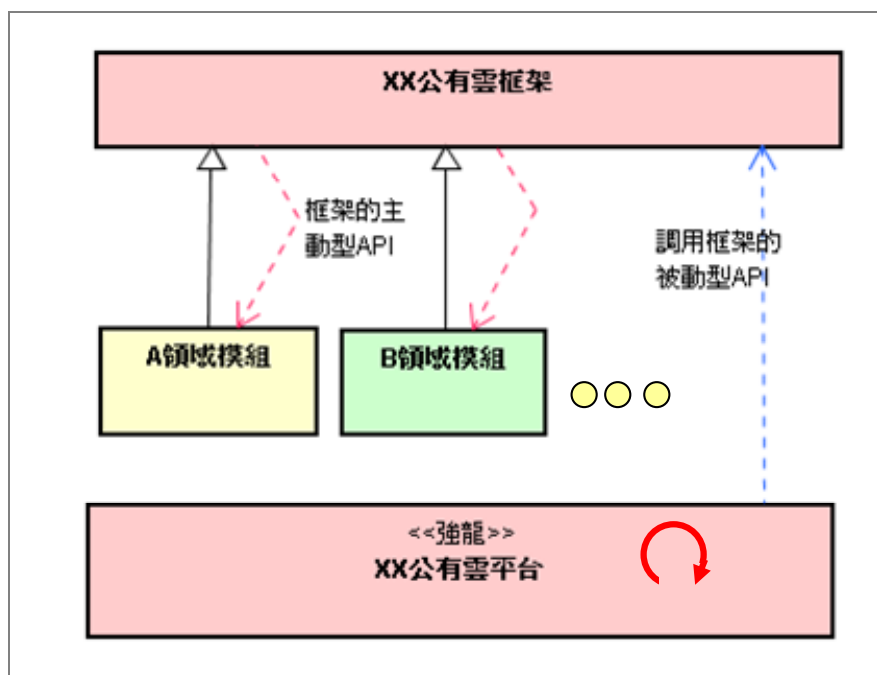 XX公有雲框架
框架的主
動型API
調用框架的
被動型API
A領域模組
B領域模組
<<強龍>>
XX公有雲平台